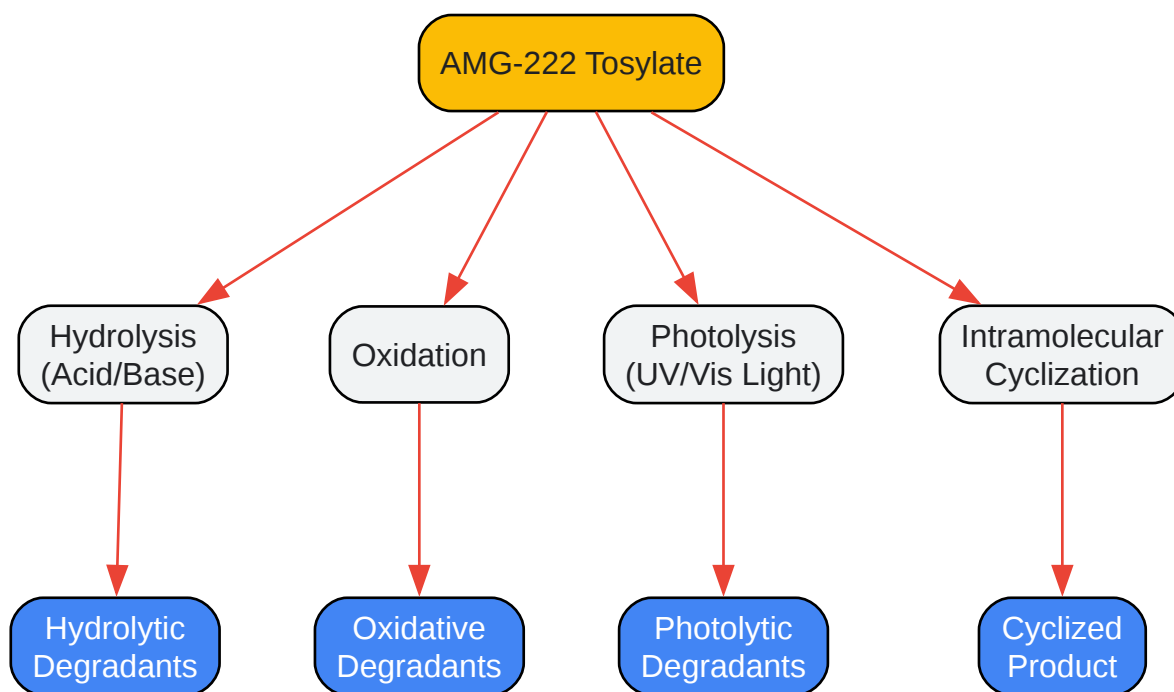 AMG-222 Tosylate
Hydrolysis
(Acid/Base)
Oxidation
Photolysis
(UV/Vis Light)
Intramolecular
Cyclization
Hydrolytic
Degradants
Oxidative
Degradants
Photolytic
Degradants
Cyclized
Product